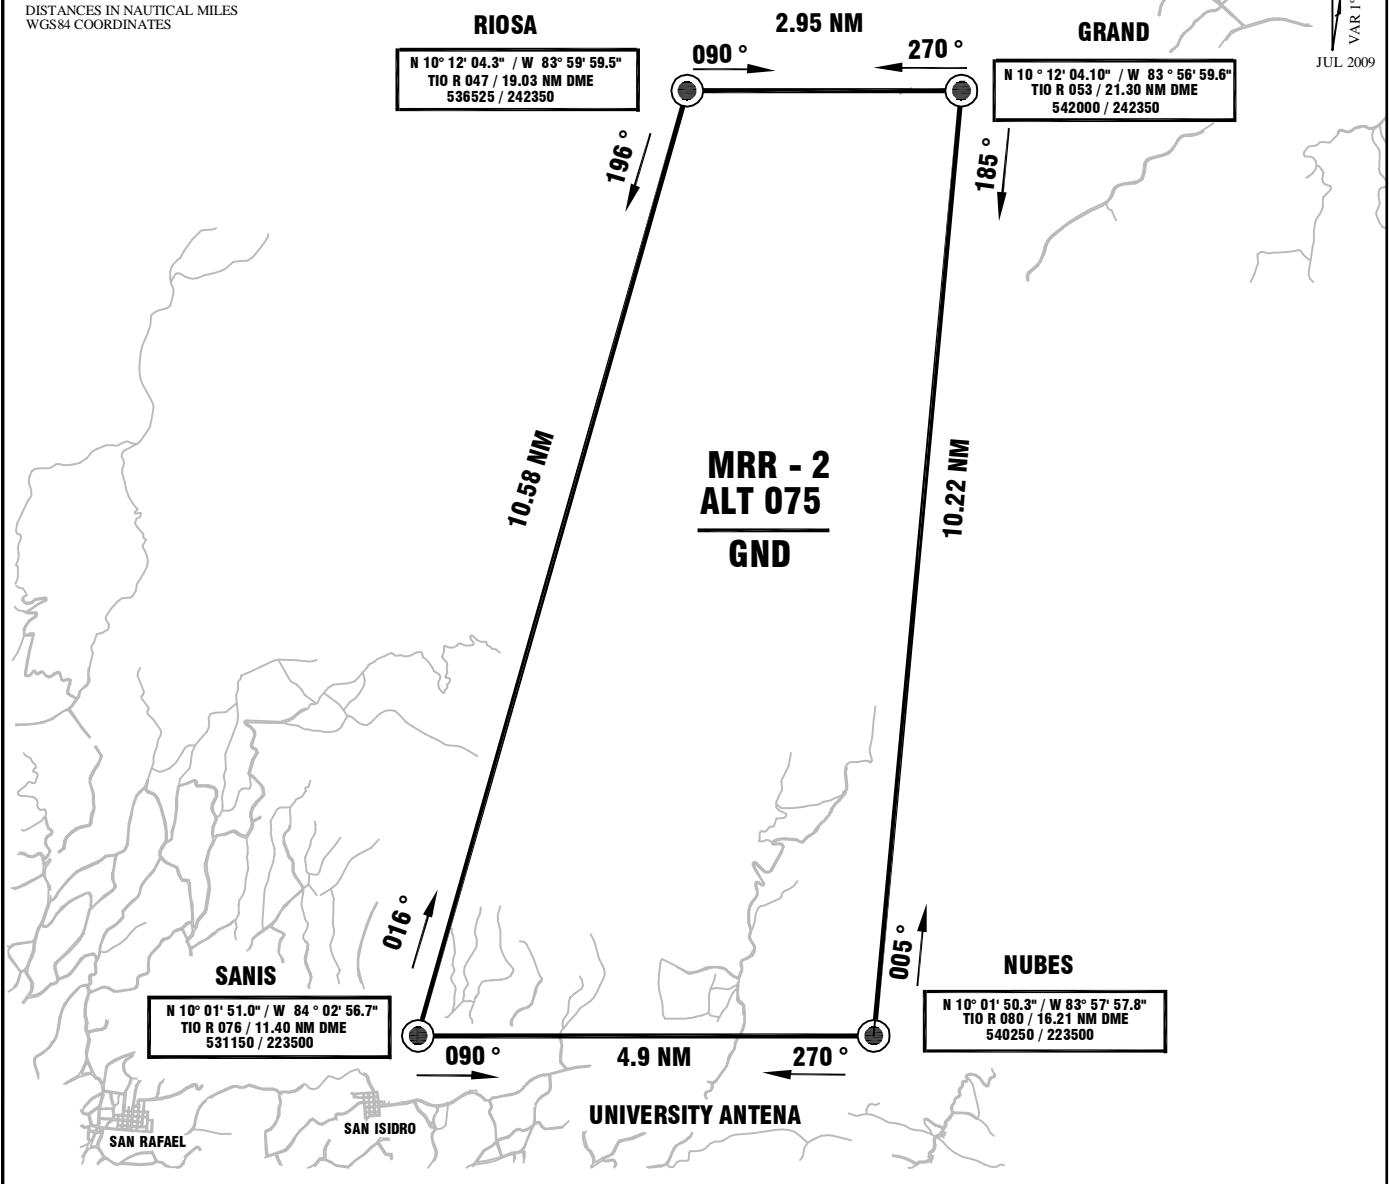 DISTANCES IN NAUTICAL MILES
WGS84 COORDINATES
RIOSA
N 10° 12' 04.3" / W 83° 59' 59.5"
TIO R 047 / 19.03 NM DME
536525 / 242350
2.95 NM
090 °
270 °
GRAND
N 10 ° 12' 04.10" / W 83 ° 56' 59.6"
TIO R 053 / 21.30 NM DME
542000 / 242350
VAR 1°
JUL 2009
196 °
185 °
10.58 NM
MRR - 2
ALT 075
GND
10.22 NM
016 °
005 °
SANIS
N 10° 01' 51.0" / W 84 ° 02' 56.7"
TIO R 076 / 11.40 NM DME
531150 / 223500
NUBES
N 10° 01' 50.3" / W 83° 57' 57.8"
TIO R 080 / 16.21 NM DME
540250 / 223500
090 °
4.9 NM
270 °
UNIVERSITY ANTENA
SAN RAFAEL
SAN ISIDRO